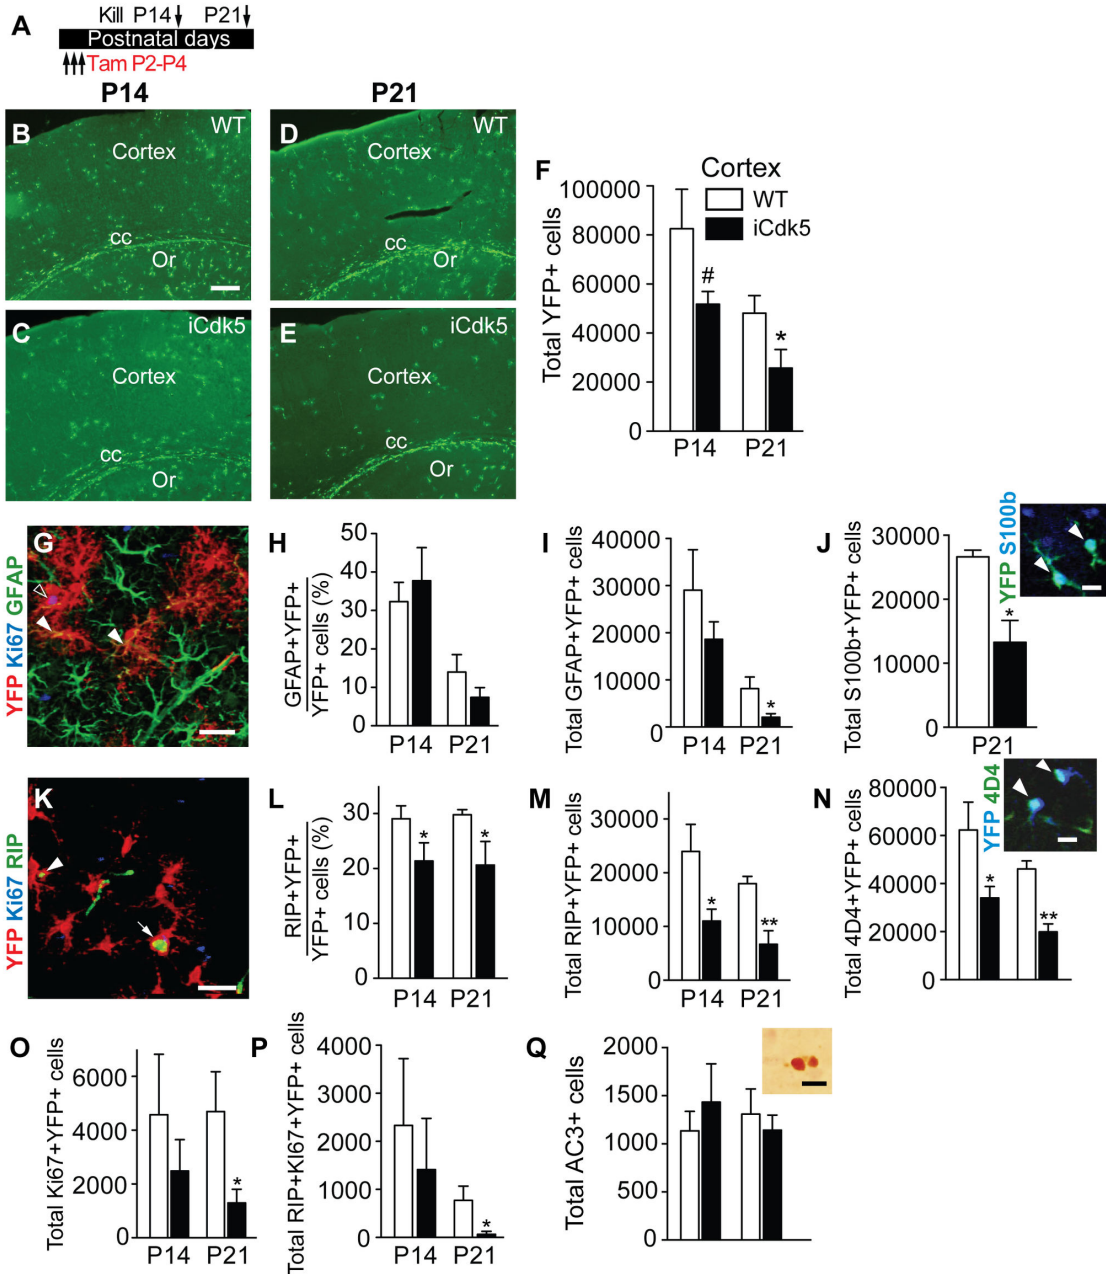 A
Kill P14 P21
Postnatal days
Tam P2-P4
P14
P21
B
WT
Cortex
cc
Or
D
WT
Cortex
cc
Or
C
iCdk5
Cortex
cc
Or
E
iCdk5
Cortex
cc
Or
F
Cortex
WT
iCdk5
Total YFP+ cells
100000
80000
60000
40000
20000
0
#
*
P14
P21
G
YFP Ki67 GFAP
H
GFAP+YFP+
YFP+ cells (%)
50
40
30
20
10
0
P14
P21
I
Total GFAP+YFP+ cells
40000
30000
20000
10000
0
*
P14
P21
J
Total S100b+YFP+ cells
30000
20000
10000
0
*
P21
YFP S100b
K
YFP Ki67 RIP
L
RIP+YFP+
YFP+ cells (%)
30
20
10
0
*
*
P14
P21
M
Total RIP+YFP+ cells
30000
20000
10000
0
*
**
P14
P21
N
Total 4D4+YFP+ cells
80000
60000
40000
20000
0
*
**
YFP 4D4
O
Total Ki67+YFP+ cells
6000
4000
2000
0
*
P14
P21
P
Total RIP+KI67+YFP+ cells
4000
3000
2000
1000
0
*
P14
P21
Q
Total AC3+ cells
2000
1500
1000
500
0